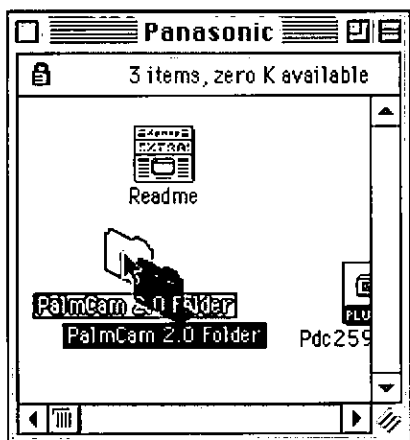 Panasonic
3 items, zero K available
EXTRA!
Readme
PalmCam 2.0 Folder
PalmCam 2.0 Folder
Pdc259
PLU